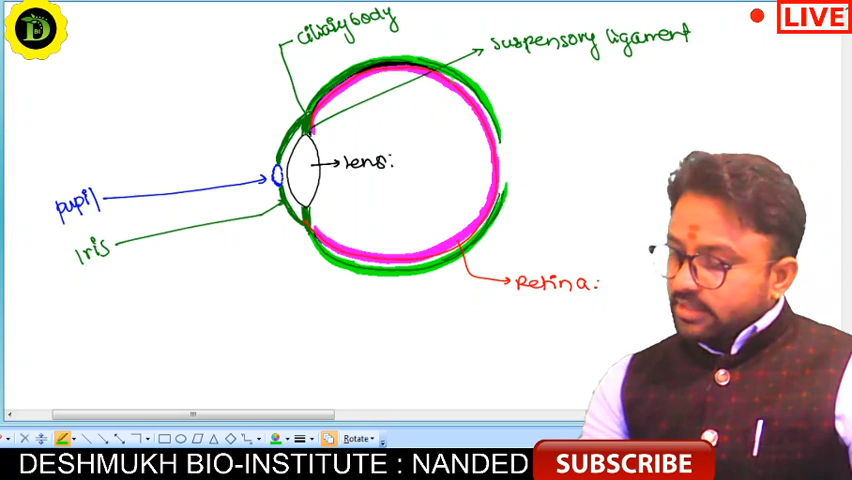 LIVE
ciliary body
suspensory ligament
lens:
pupil
Iris
Retina:
Rotate
DESHMUKH BIO-INSTITUTE : NANDED
SUBSCRIBE